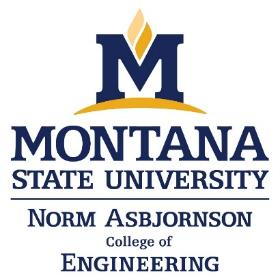 M
MONTANA
STATE UNIVERSITY
NORM ASBJORNSON
College of
ENGINEERING